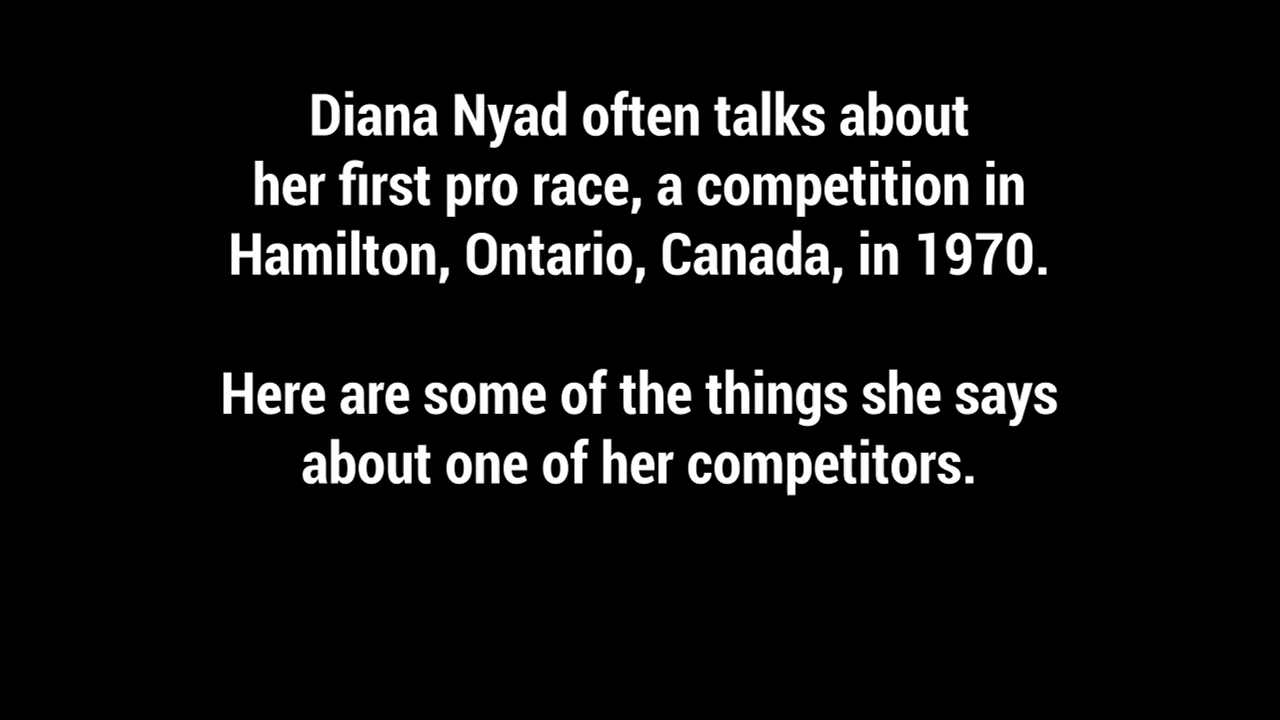 Diana Nyad often talks about
her first pro race, a competition in
Hamilton, Ontario, Canada, in 1970.
Here are some of the things she says
about one of her competitors.